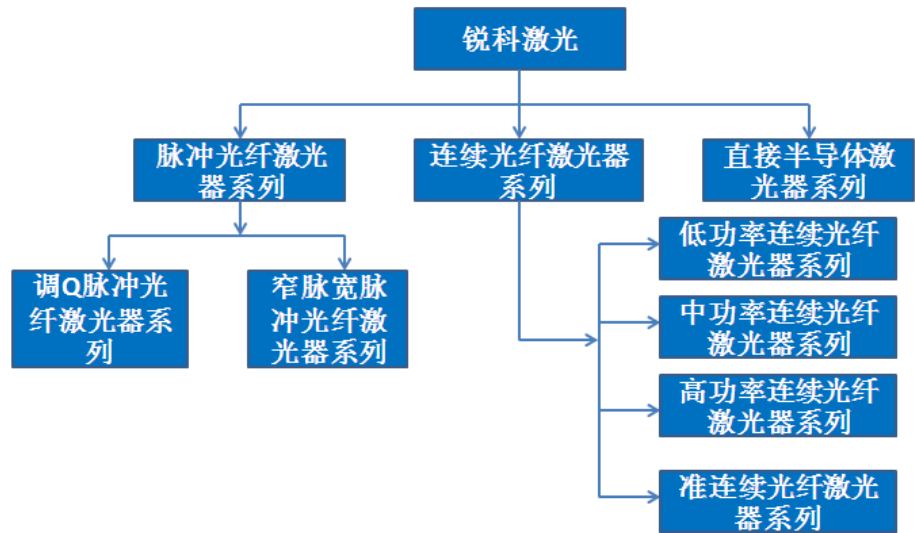 锐科激光
脉冲光纤激光
器系列
连续光纤激光器
系列
直接半导体激
光器系列
调Q脉冲光
纤激光器系
列
窄脉宽脉
冲光纤激
光器系列
低功率连续光纤
激光器系列
中功率连续光纤
激光器系列
高功率连续光纤
激光器系列
准连续光纤激光
器系列